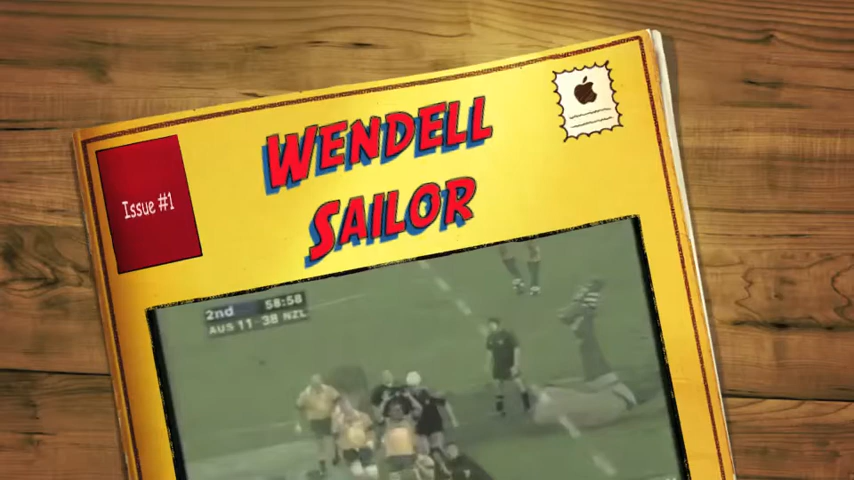 Issue #1
WENDELL
SAILOR
2nd 58:58
AUS 11-38 NZL